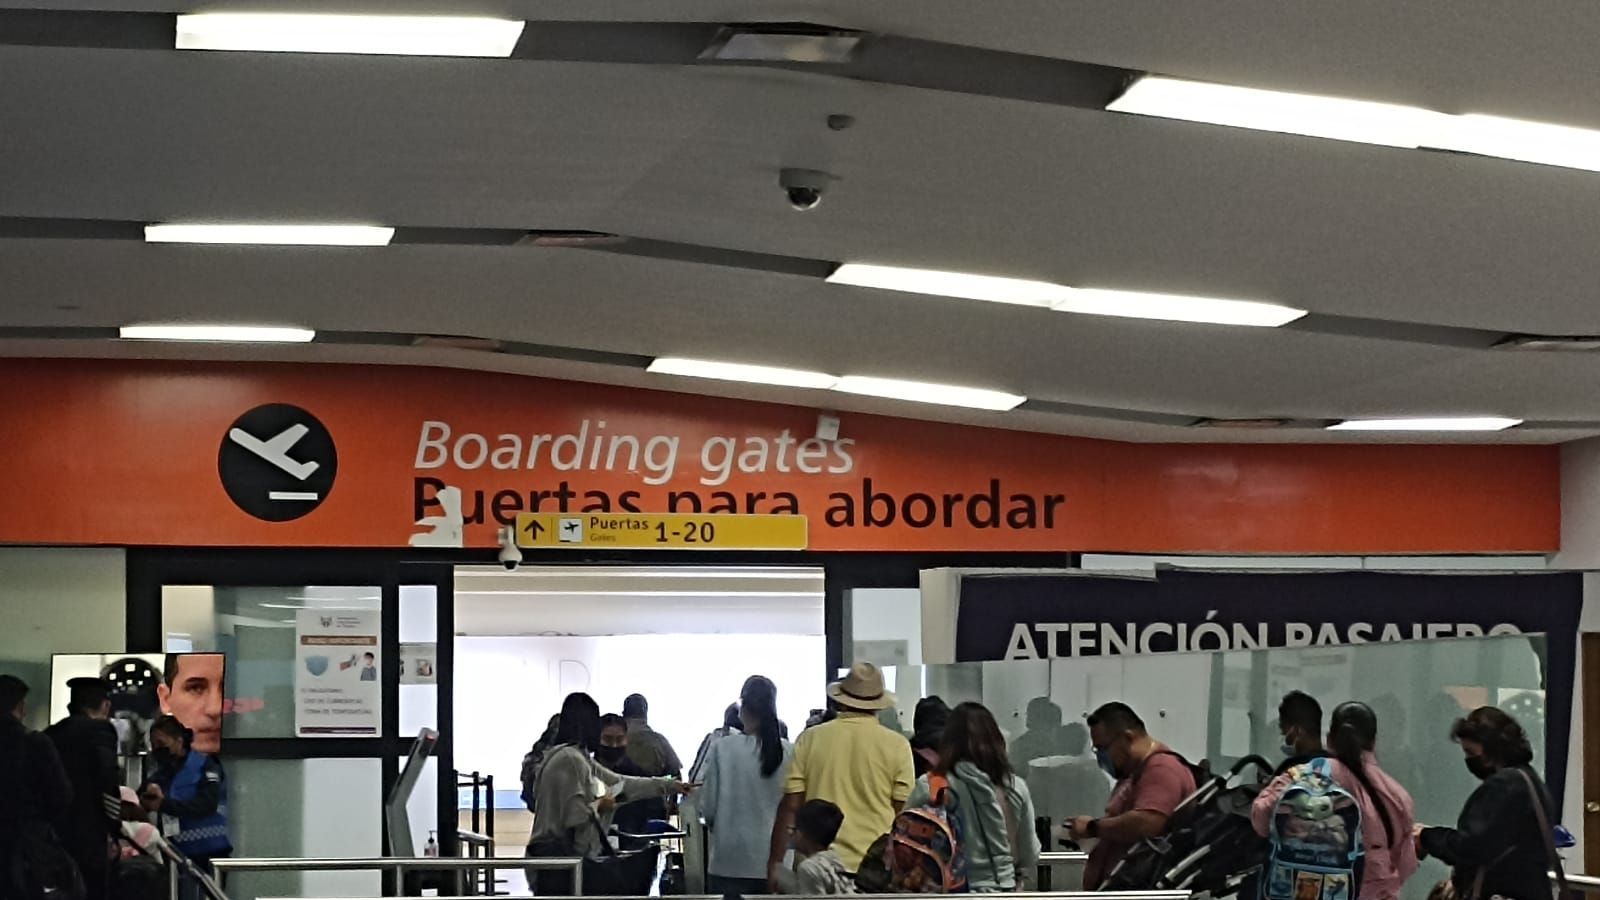 Boarding gates
Puertas para abordar
Puertas 1-20
Gates
ATENCIÓN PASAJERO